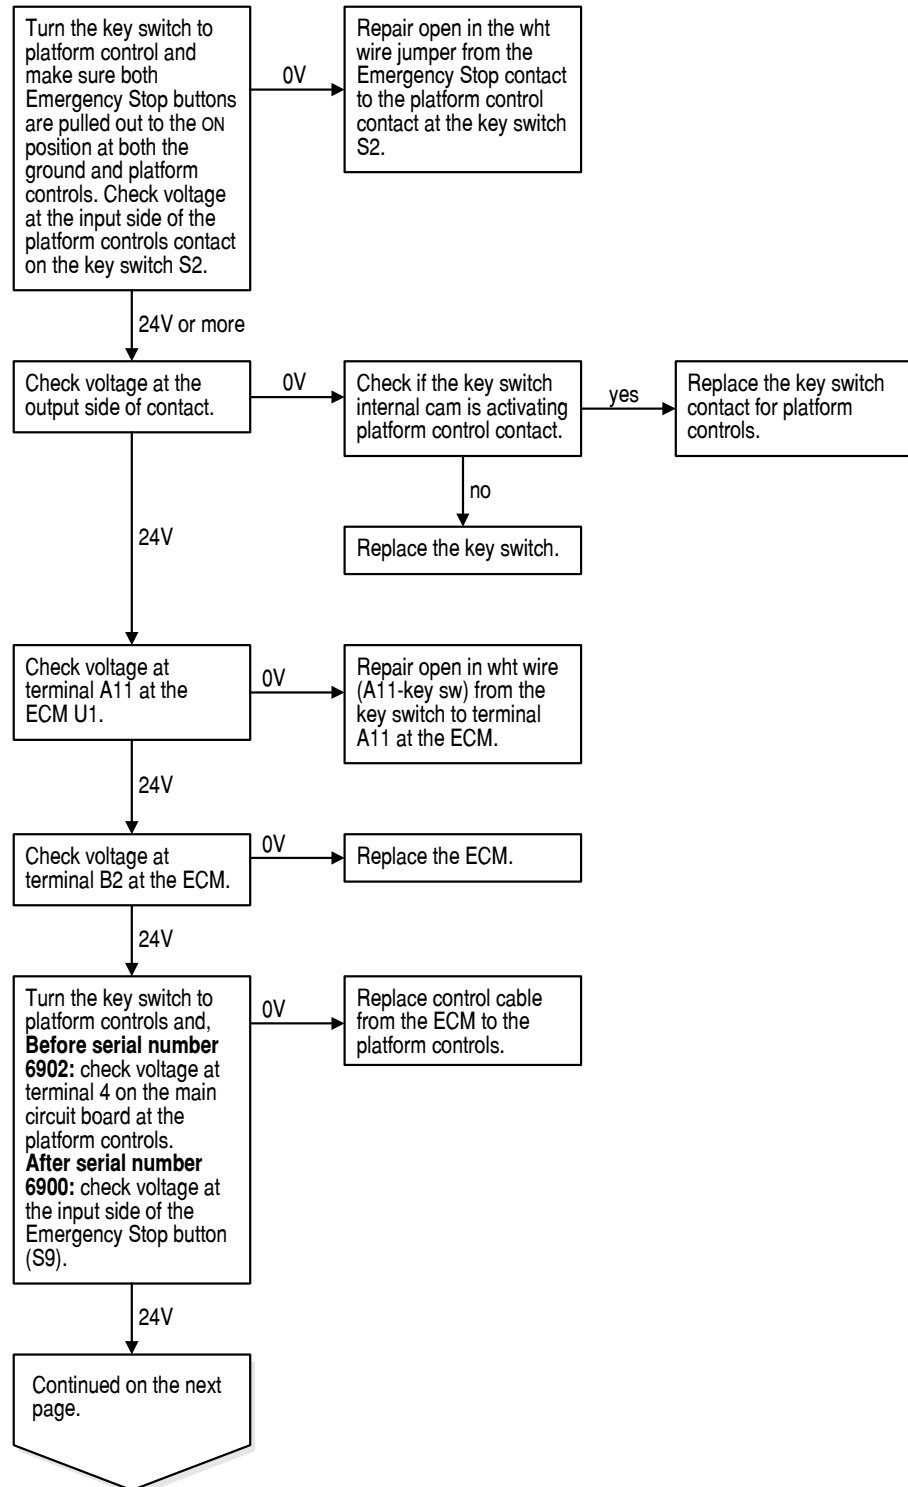 Turn the key switch to
platform control and
make sure both
Emergency Stop buttons
are pulled out to the ON
position at both the
ground and platform
controls. Check voltage
at the input side of the
platform controls contact
on the key switch S2.
0V
Repair open in the wht
wire jumper from the
Emergency Stop contact
to the platform control
contact at the key switch
S2.
24V or more
Check voltage at the
output side of contact.
0V
Check if the key switch
internal cam is activating
platform control contact.
yes
Replace the key switch
contact for platform
controls.
no
Replace the key switch.
24V
Check voltage at
terminal A11 at the
ECM U1.
0V
Repair open in wht wire
(A11-key sw) from the
key switch to terminal
A11 at the ECM.
24V
Check voltage at
terminal B2 at the ECM.
0V
Replace the ECM.
24V
Turn the key switch to
platform controls and,
Before serial number
6902: check voltage at
terminal 4 on the main
circuit board at the
platform controls.
After serial number
6900: check voltage at
the input side of the
Emergency Stop button
(S9).
0V
Replace control cable
from the ECM to the
platform controls.
24V
Continued on the next
page.